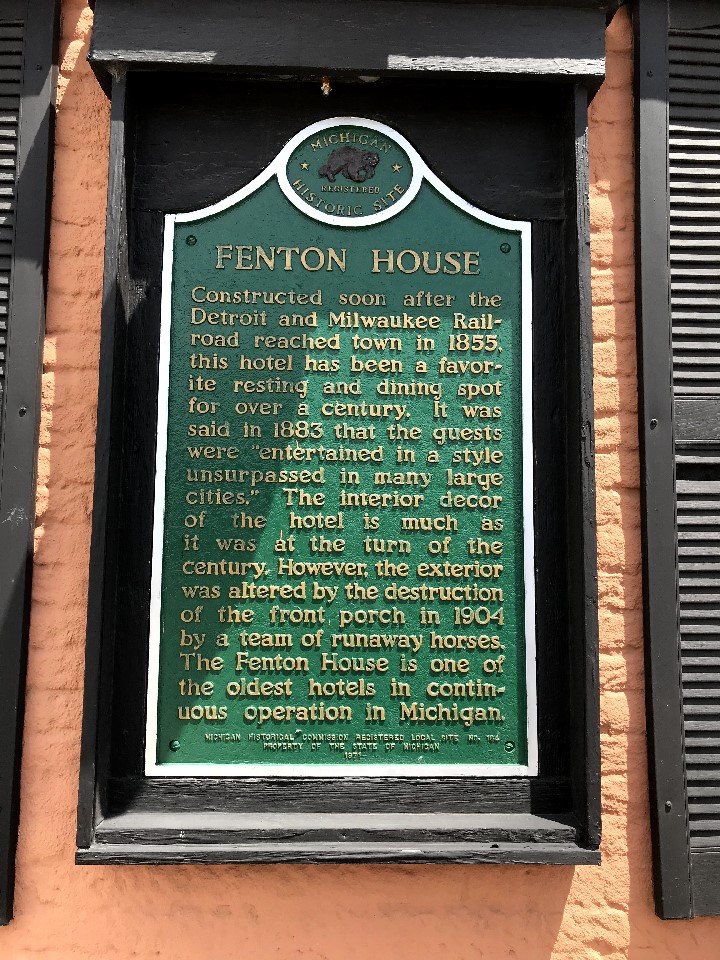 MICHIGAN
REGISTERED
HISTORIC SITE
FENTON HOUSE
Constructed soon after the
Detroit and Milwaukee Rail-
road reached town in 1855,
this hotel has been a favor-
ite resting and dining spot
for over a century. It was
said in 1883 that the guests
were "entertained in a style
unsurpassed in many large
cities." The interior decor
of the hotel is much as
it was at the turn of the
century. However, the exterior
was altered by the destruction
of the front porch in 1904
by a team of runaway horses.
The Fenton House is one of
the oldest hotels in contin-
uous operation in Michigan.
MICHIGAN HISTORICAL COMMISSION REGISTERED LOCAL SITE NO.
PROPERTY OF THE STATE OF MICHIGAN
1971